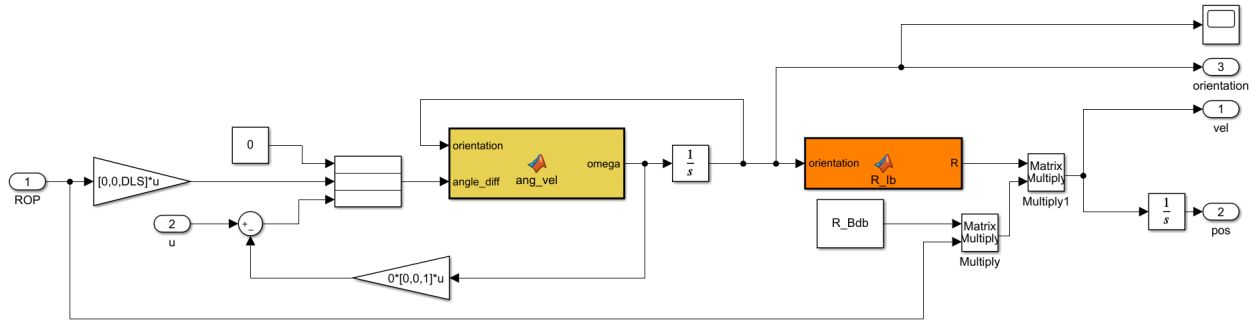 3
orientation
1
vel
0
orientation
omega
angle_diff
ang_vel
1
s
orientation
R
R_Ib
Matrix
Multiply
Multiply1
1
ROP
[0,0,DLS]*u
2
u
+
−
R_Bdb
Matrix
Multiply
Multiply
1
s
2
pos
0*[0,0,1]*u